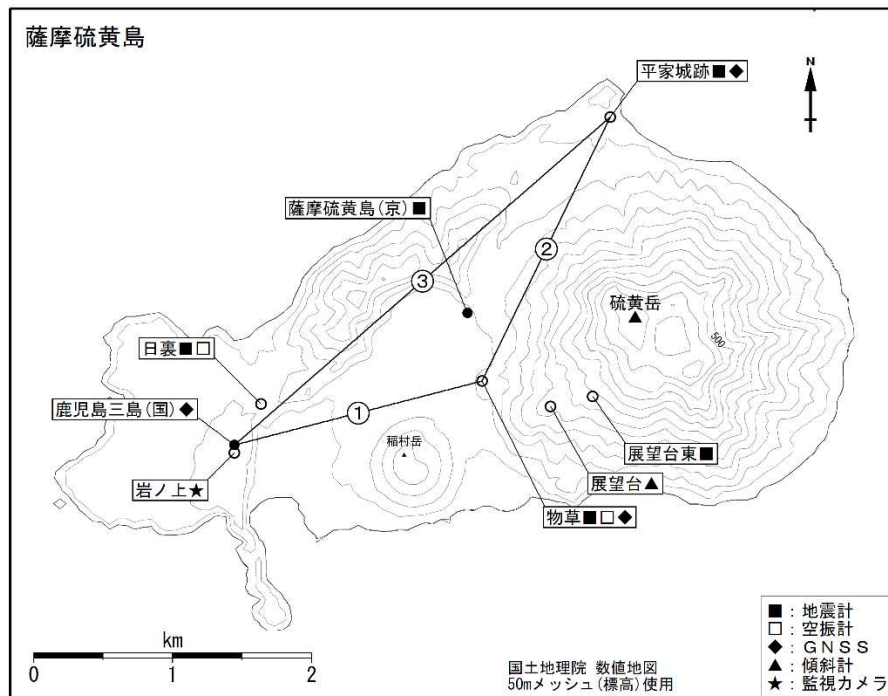 薩摩硫黄島
N
平家城跡■◆
薩摩硫黄島(京)■
②
③
硫黄岳
500
日裏■□
鹿児島三島(国)◆
①
稲村岳
岩ノ上★
展望台東■
展望台▲
物草■□◆
km
0 1 2
国土地理院 数値地図
50mメッシュ(標高)使用
■:地震計
□:空振計
◆:GNSS
▲:傾斜計
★:監視カメラ